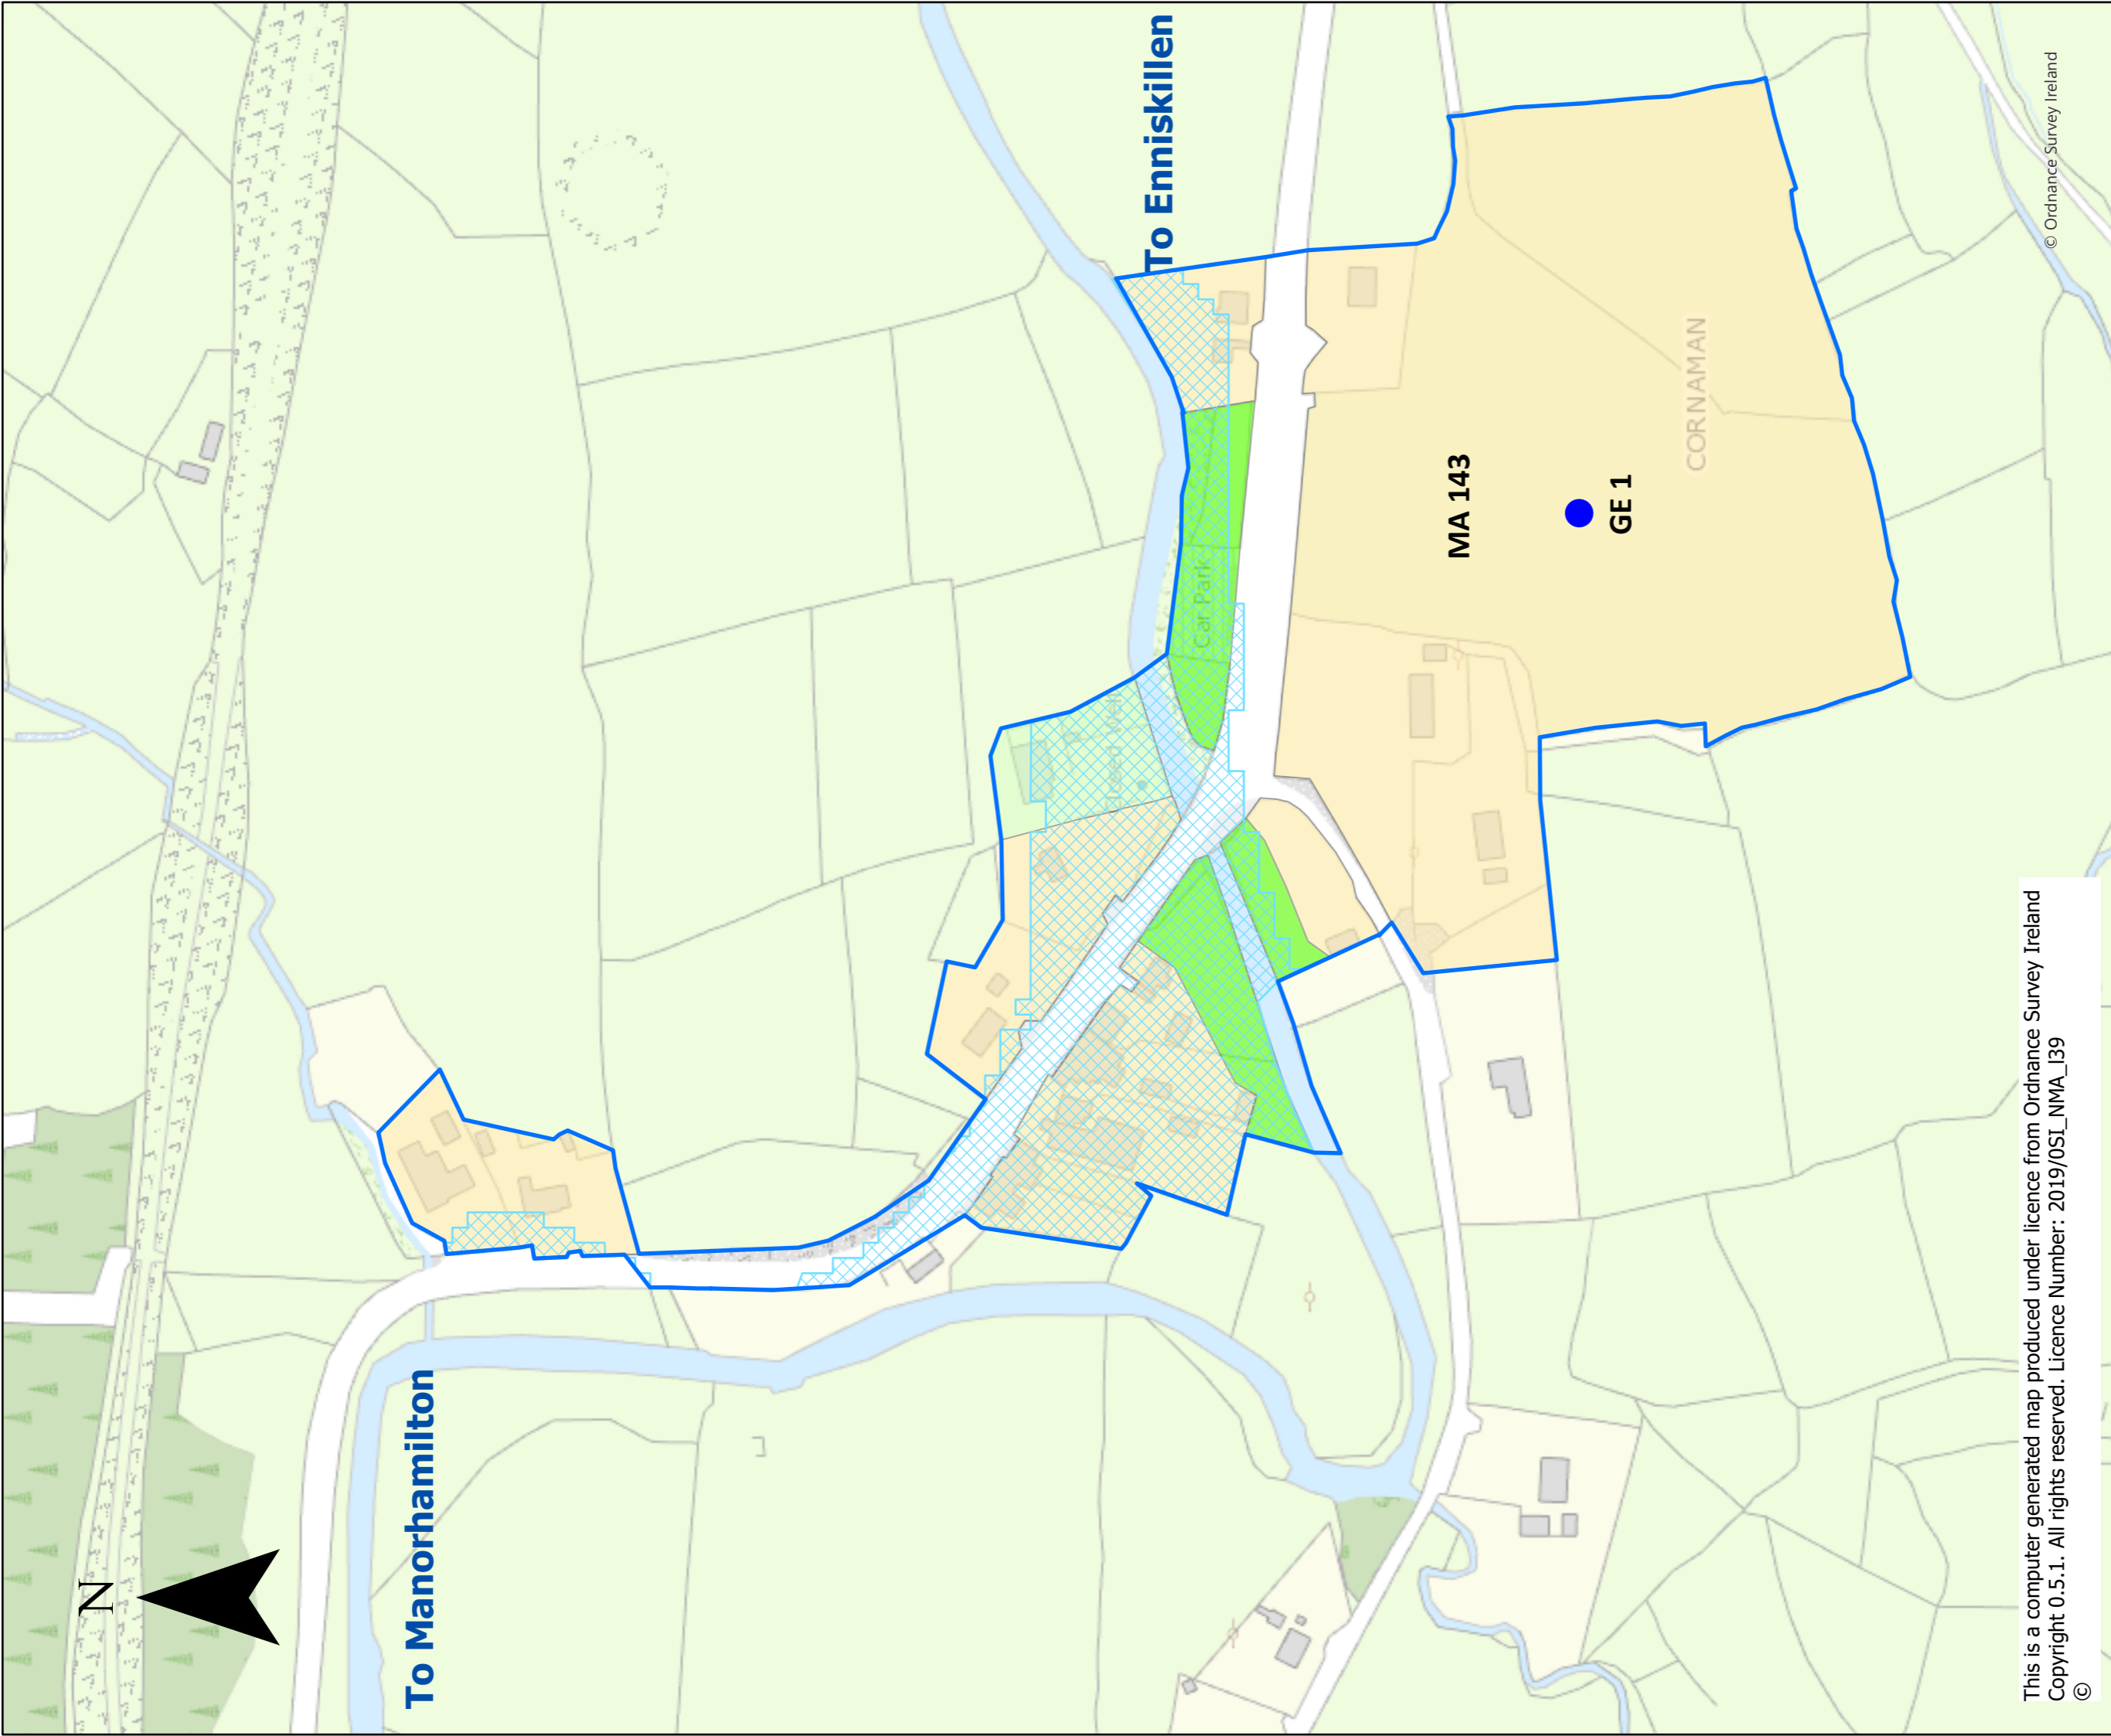 N
To Manorhamilton
To Enniskillen
Car Park
MA 143
GE 1
CORNAMAN
© Ordnance Survey Ireland
This is a computer generated map produced under licence from Ordnance Survey Ireland
Copyright 0.5.1. All rights reserved. Licence Number: 2019/0SI_NMA_I39
©